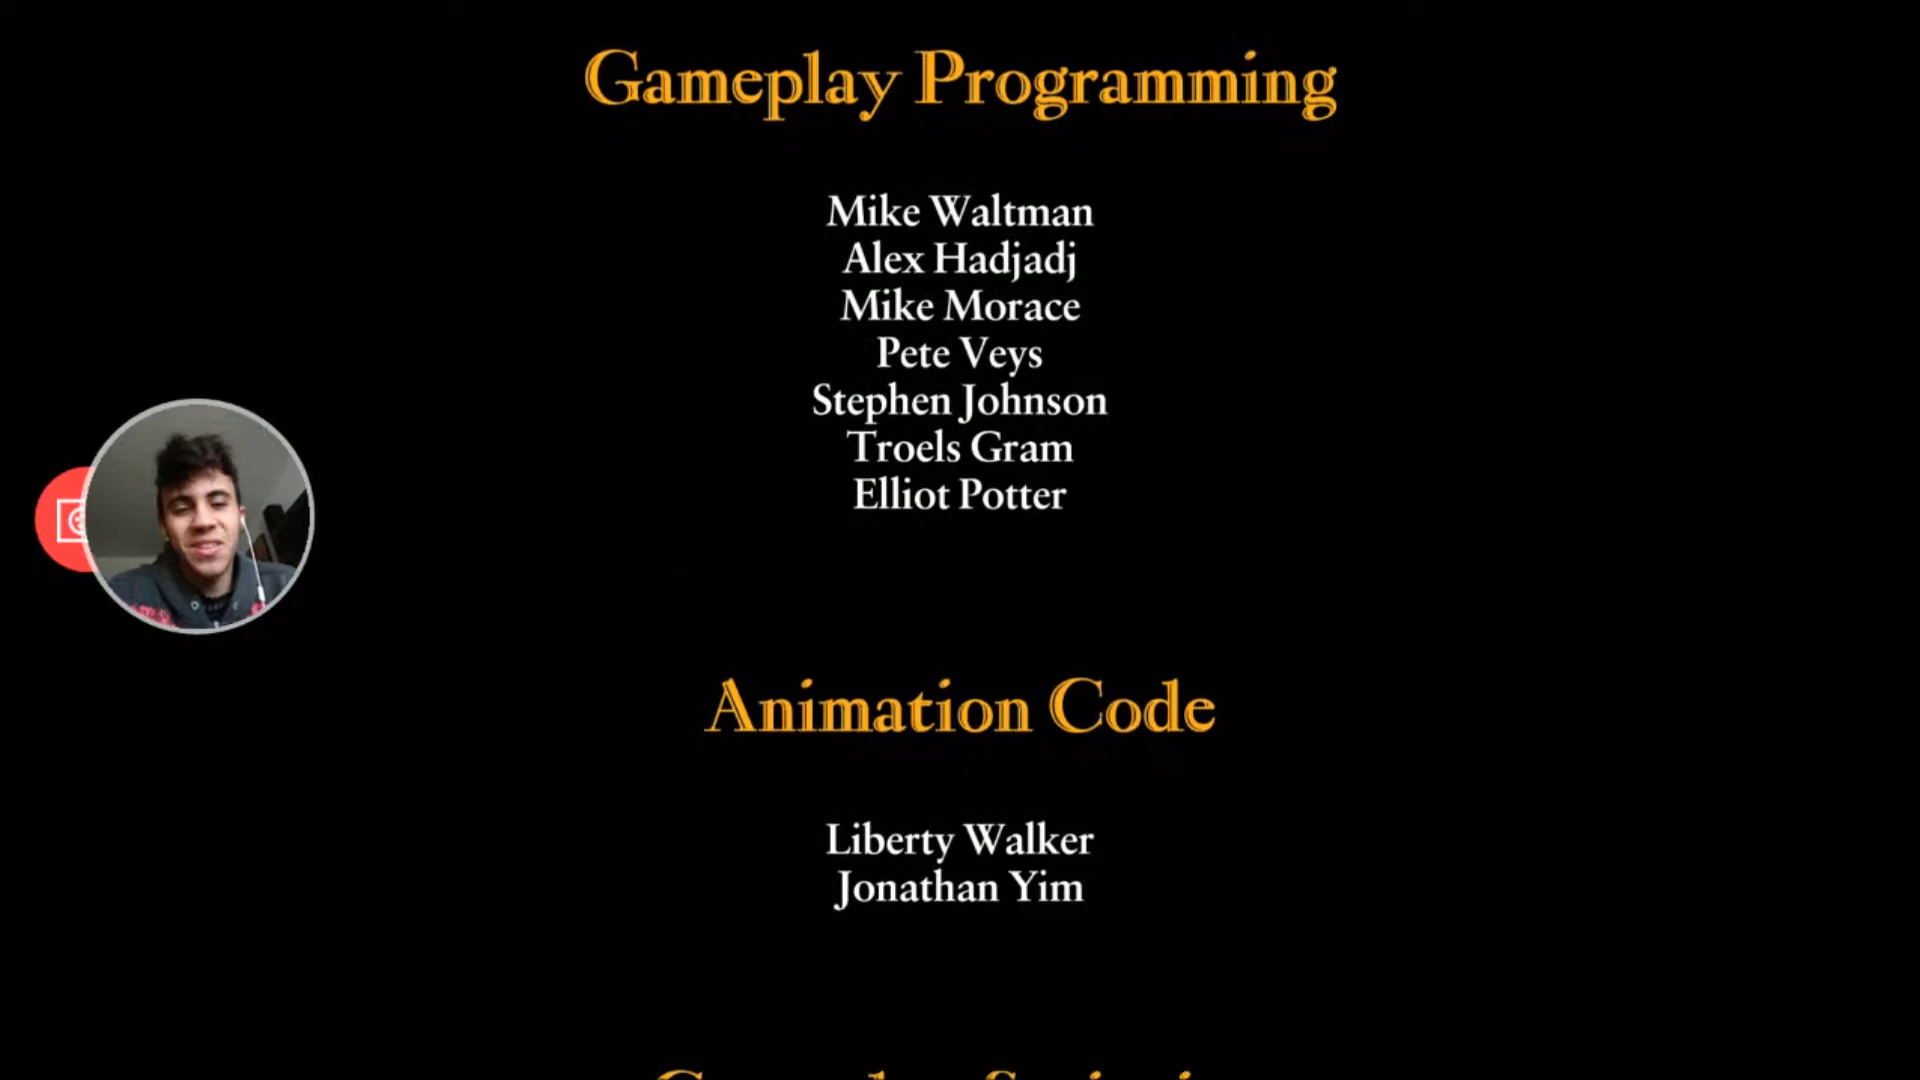 Gameplay Programming
Mike Waltman
Alex Hadjadj
Mike Morace
Pete Veys
Stephen Johnson
Troels Gram
Elliot Potter
Animation Code
Liberty Walker
Jonathan Yim